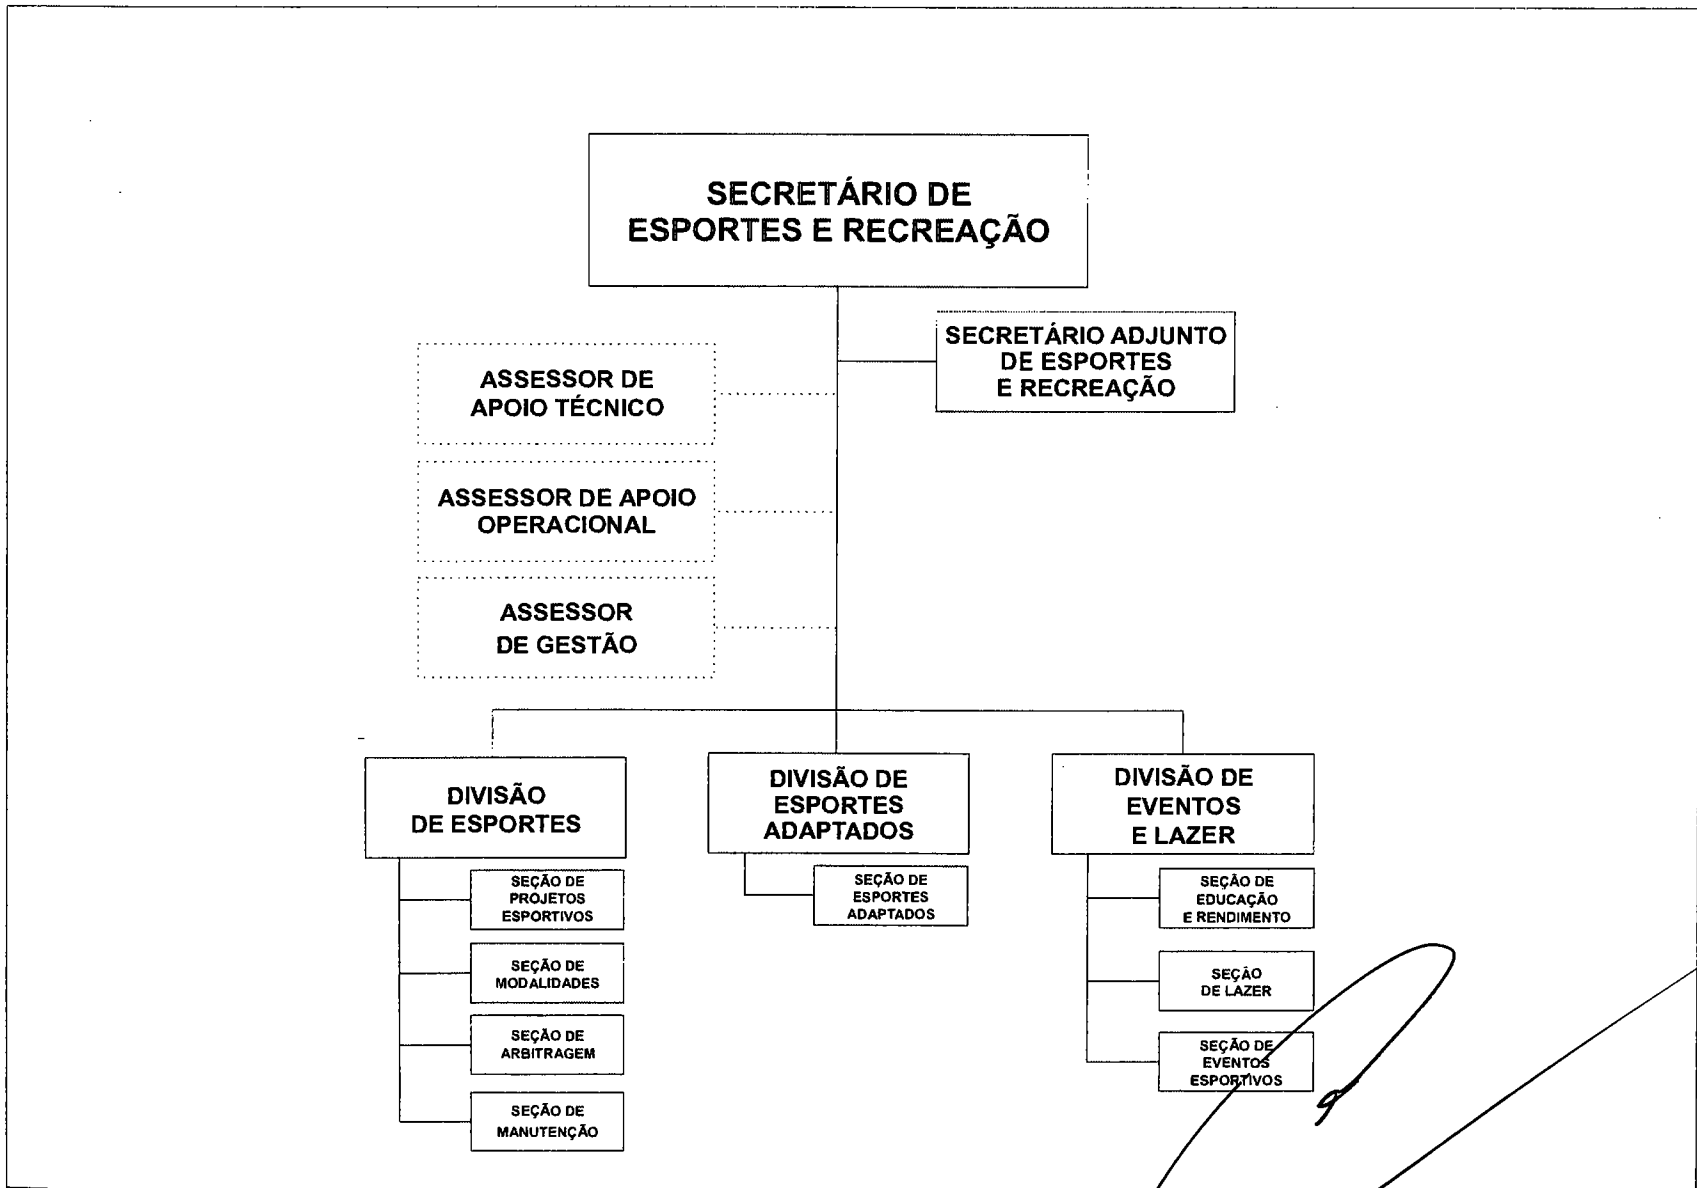 SECRETÁRIO DE
ESPORTES E RECREAÇÃO
SECRETÁRIO ADJUNTO
DE ESPORTES
E RECREAÇÃO
ASSESSOR DE
APOIO TÉCNICO
ASSESSOR DE APOIO
OPERACIONAL
ASSESSOR
DE GESTÃO
DIVISÃO
DE ESPORTES
SEÇÃO DE
PROJETOS
ESPORTIVOS
SEÇÃO DE
MODALIDADES
SEÇÃO DE
ARBITRAGEM
SEÇÃO DE
MANUTENÇÃO
DIVISÃO DE
ESPORTES
ADAPTADOS
SEÇÃO DE
ESPORTES
ADAPTADOS
DIVISÃO DE
EVENTOS
E LAZER
SEÇÃO DE
EDUCAÇÃO
E RENDIMENTO
SEÇÃO
DE LAZER
SEÇÃO DE
EVENTOS
ESPORTIVOS